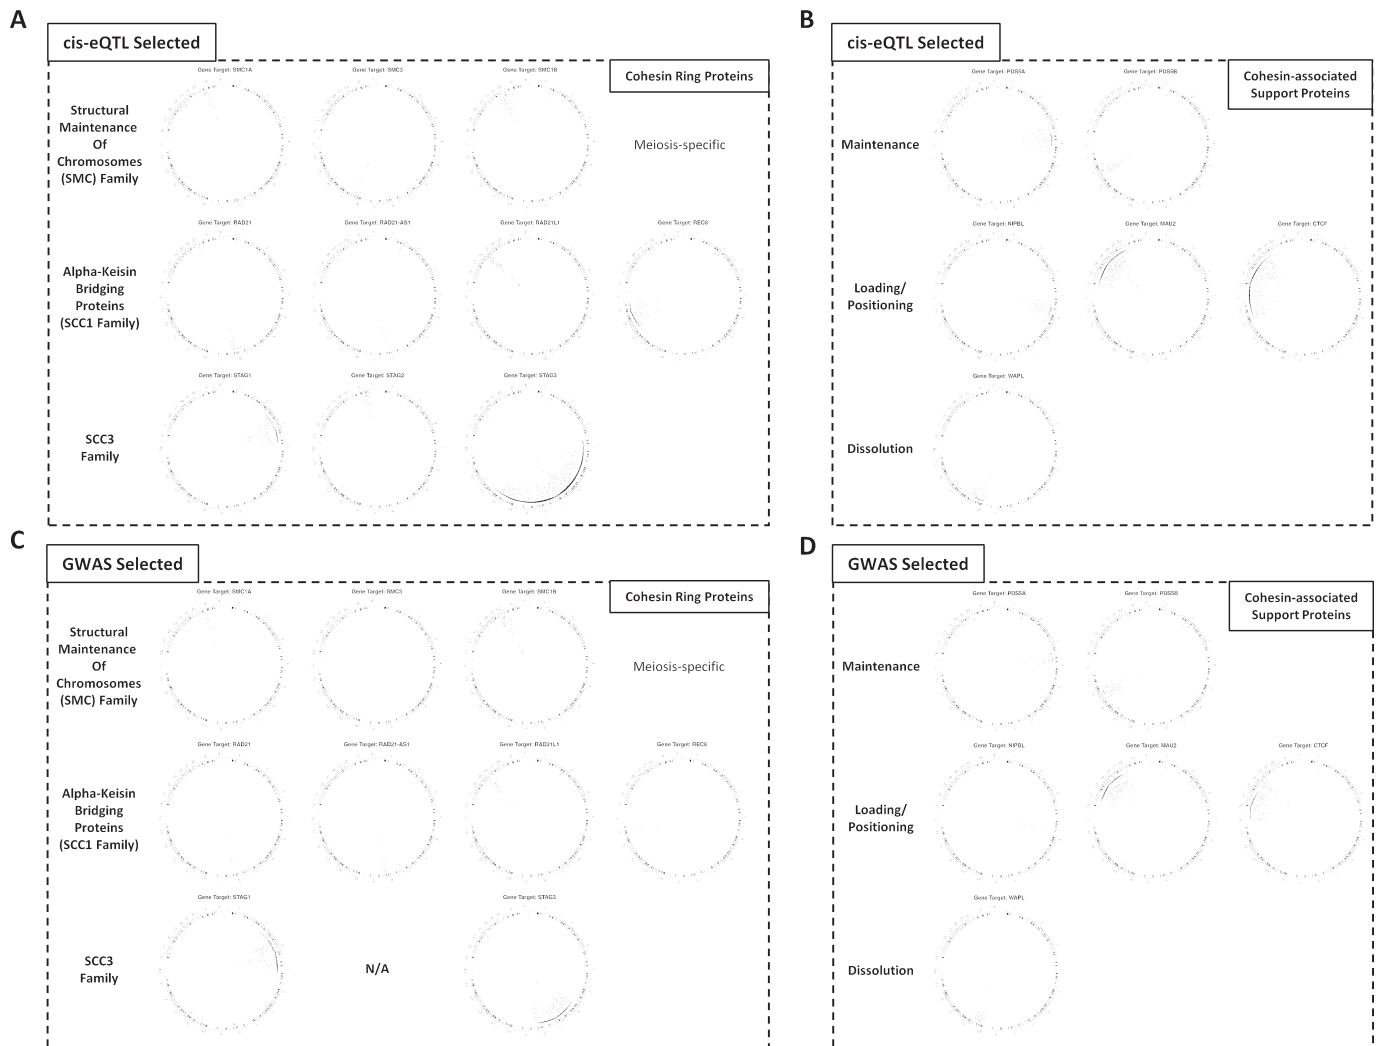 A
cis-eQTL Selected
Cohesin Ring Proteins
Gene Target: SMC1A
Gene Target: SMC3
Gene Target: SMC1B
Structural
Maintenance
Of
Chromosomes
(SMC) Family
Meiosis-specific
Gene Target: RAD21
Gene Target: RAD21-AS1
Gene Target: RAD21L1
Gene Target: REC8
Alpha-Keisin
Bridging
Proteins
(SCC1 Family)
Gene Target: STAG1
Gene Target: STAG2
Gene Target: STAG3
SCC3
Family
B
cis-eQTL Selected
Cohesin-associated
Support Proteins
Gene Target: PDS5A
Gene Target: PDS5B
Maintenance
Gene Target: NIPBL
Gene Target: MAU2
Gene Target: CTCF
Loading/
Positioning
Gene Target: WAPL
Dissolution
C
GWAS Selected
Cohesin Ring Proteins
Gene Target: SMC1A
Gene Target: SMC3
Gene Target: SMC1B
Structural
Maintenance
Of
Chromosomes
(SMC) Family
Meiosis-specific
Gene Target: RAD21
Gene Target: RAD21-AS1
Gene Target: RAD21L1
Gene Target: REC8
Alpha-Keisin
Bridging
Proteins
(SCC1 Family)
Gene Target: STAG1
Gene Target: STAG3
SCC3
Family
N/A
D
GWAS Selected
Cohesin-associated
Support Proteins
Gene Target: PDS5A
Gene Target: PDS5B
Maintenance
Gene Target: NIPBL
Gene Target: MAU2
Gene Target: CTCF
Loading/
Positioning
Gene Target: WAPL
Dissolution